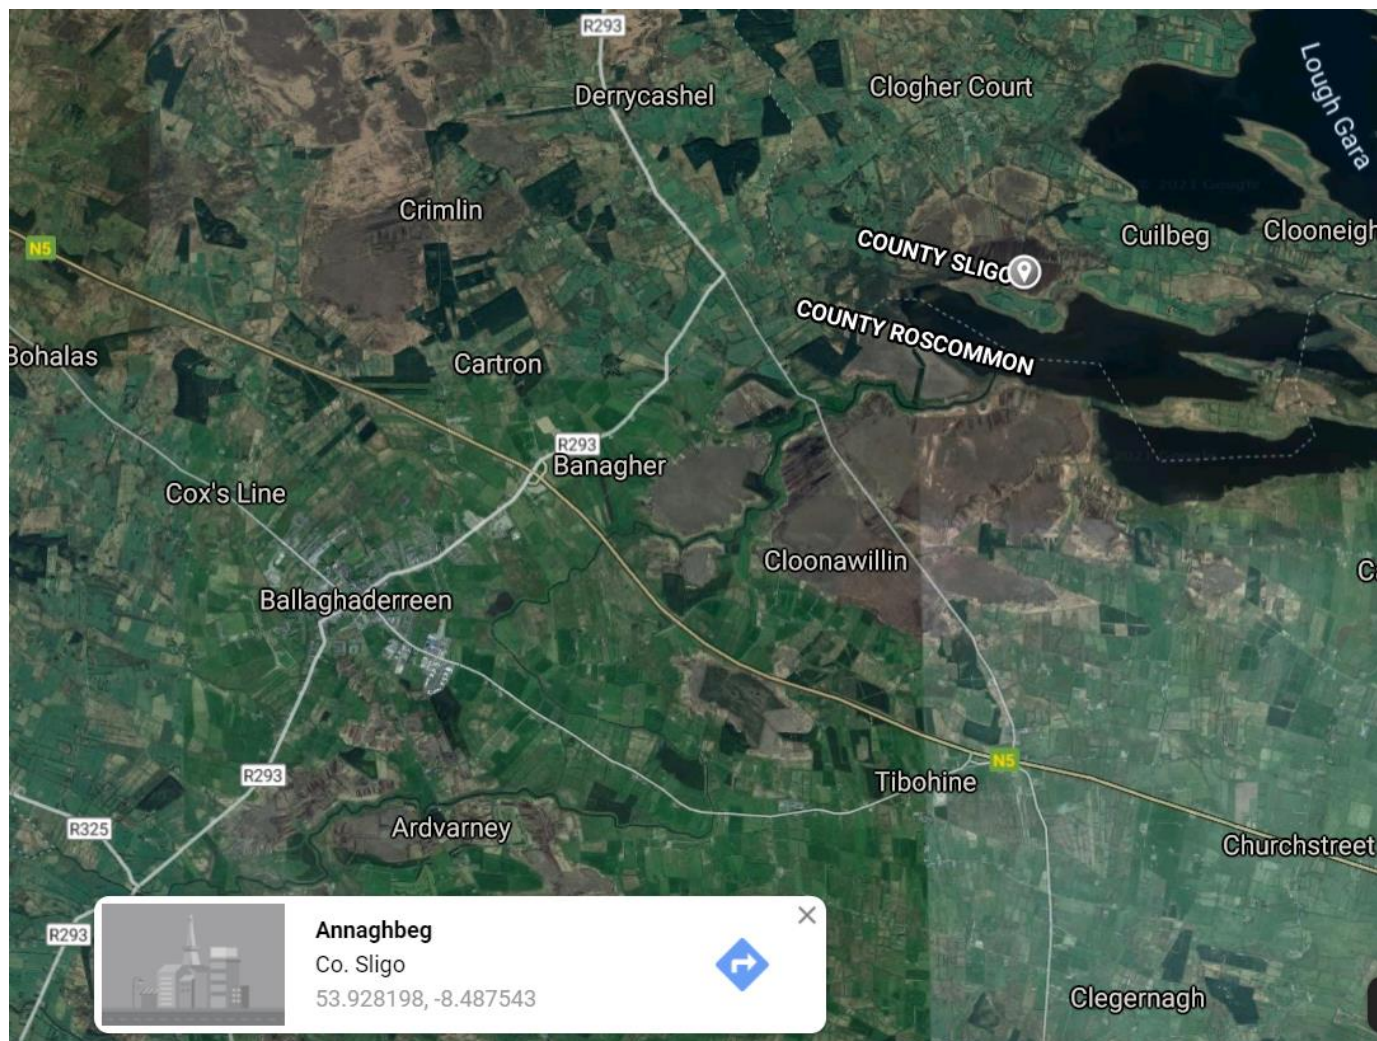 R293
Derrycashel
Clogher Court
Lough Gara
Crimlin
Cuilbeg
Clooneigh
N5
COUNTY SLIGO
COUNTY ROSCOMMON
Bohalas
Cartron
R293
Banagher
Cox's Line
Cloonawillin
Ballaghaderreen
R293
N5
Tibohine
R325
Ardvarney
Churchstreet
R293
Annaghbeg
Co. Sligo
53.928198, -8.487543
Clegernagh